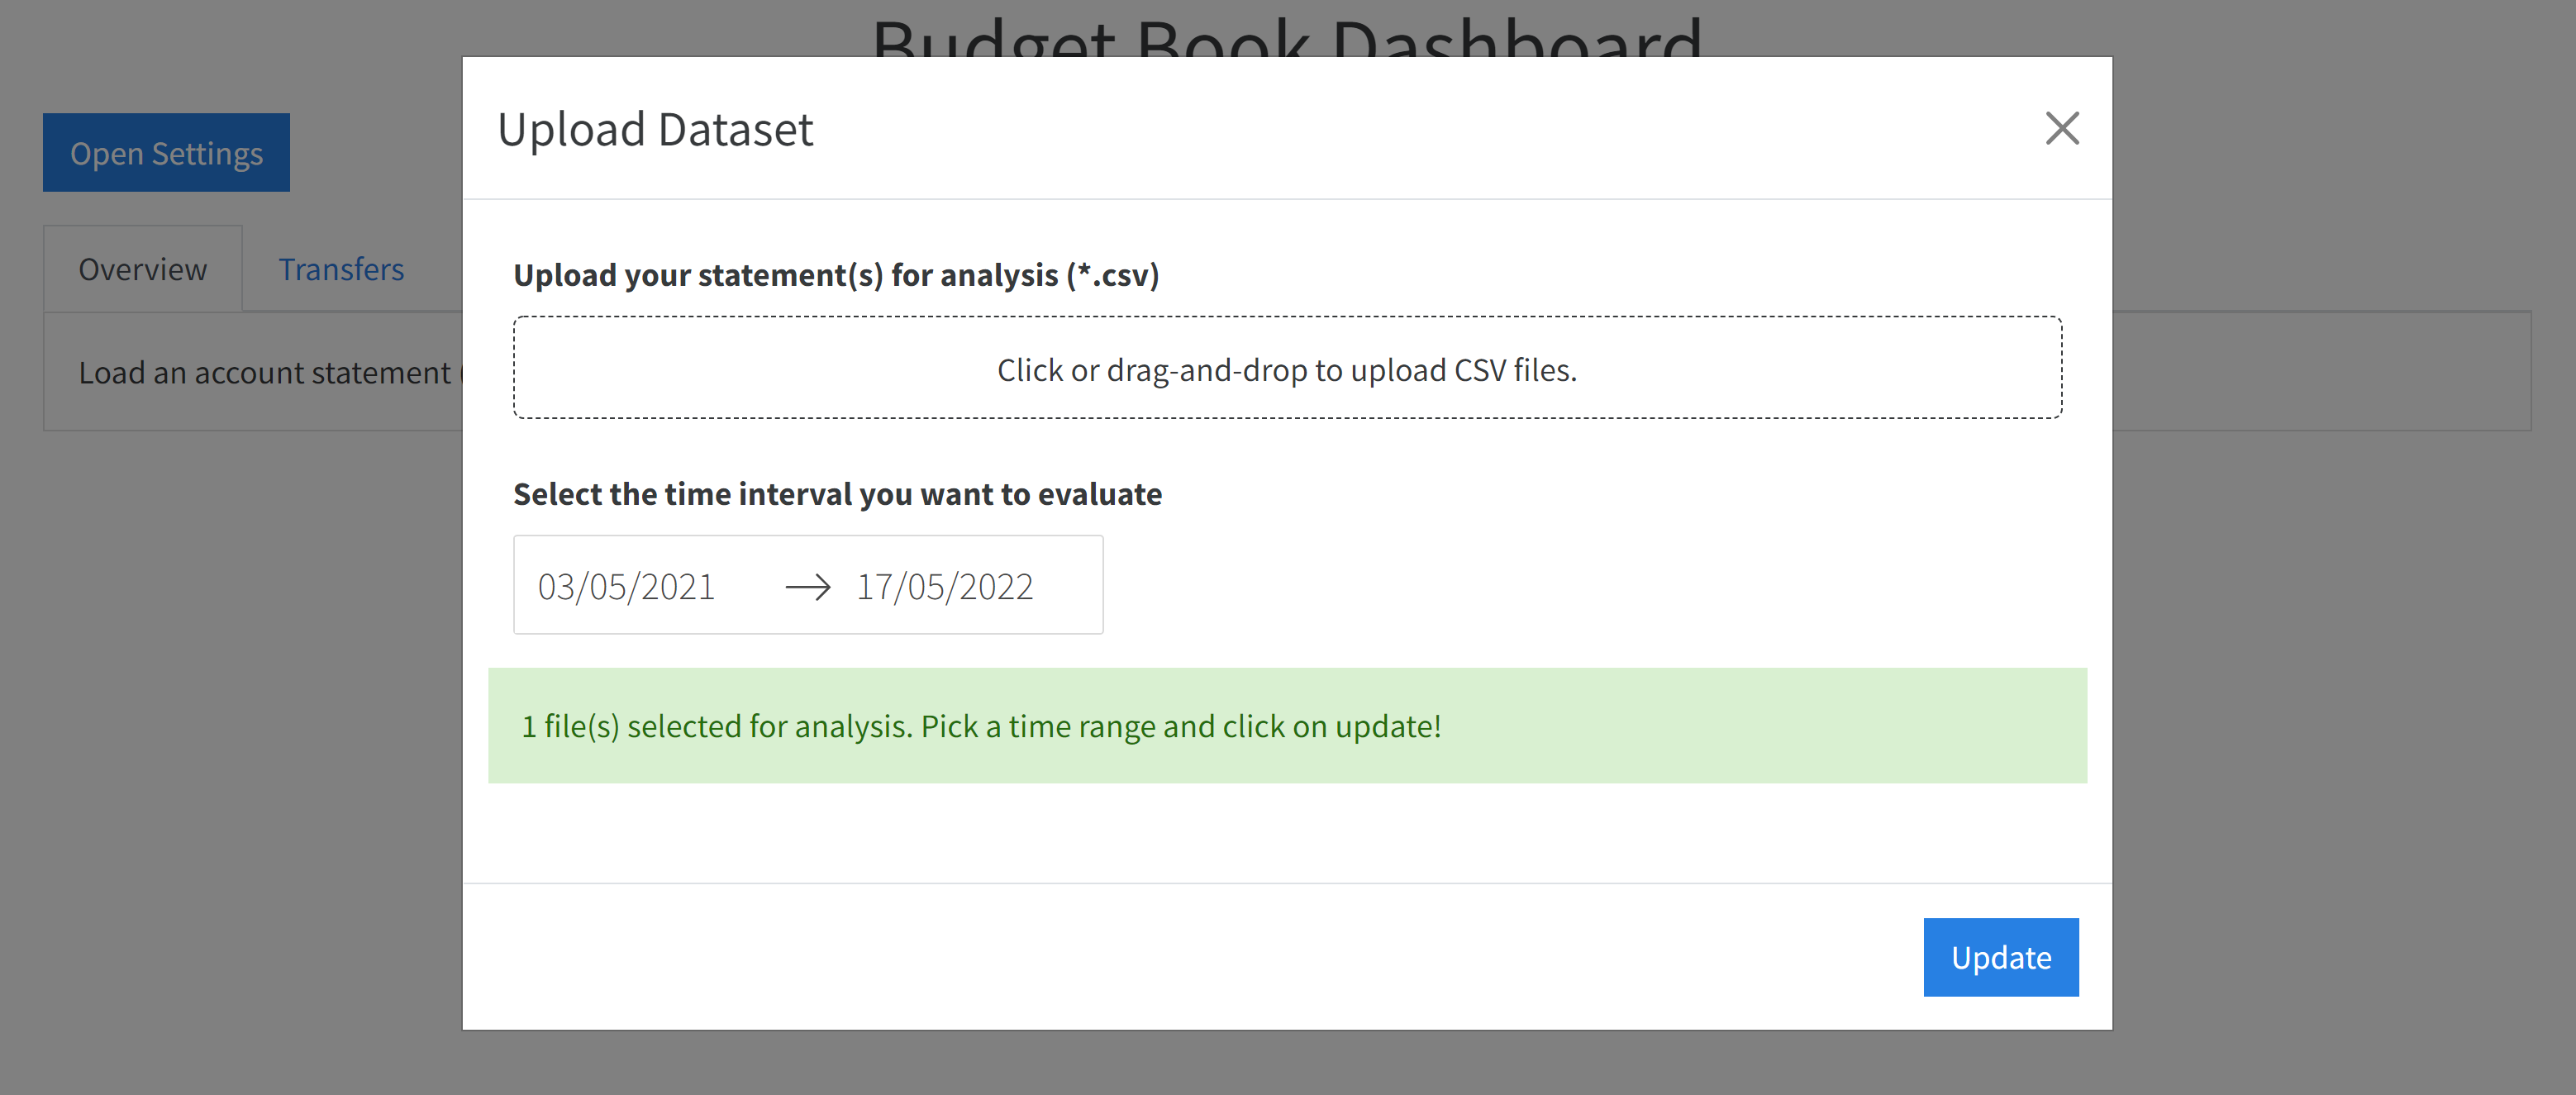 Budget Book Dashboard
Upload Dataset
Open Settings
Overview Transfers
Upload your statement(s) for analysis (*.csv)
Load an account statement (
Click or drag-and-drop to upload CSV files.
Select the time interval you want to evaluate
03/05/2021 → 17/05/2022
1 file(s) selected for analysis. Pick a time range and click on update!
Update